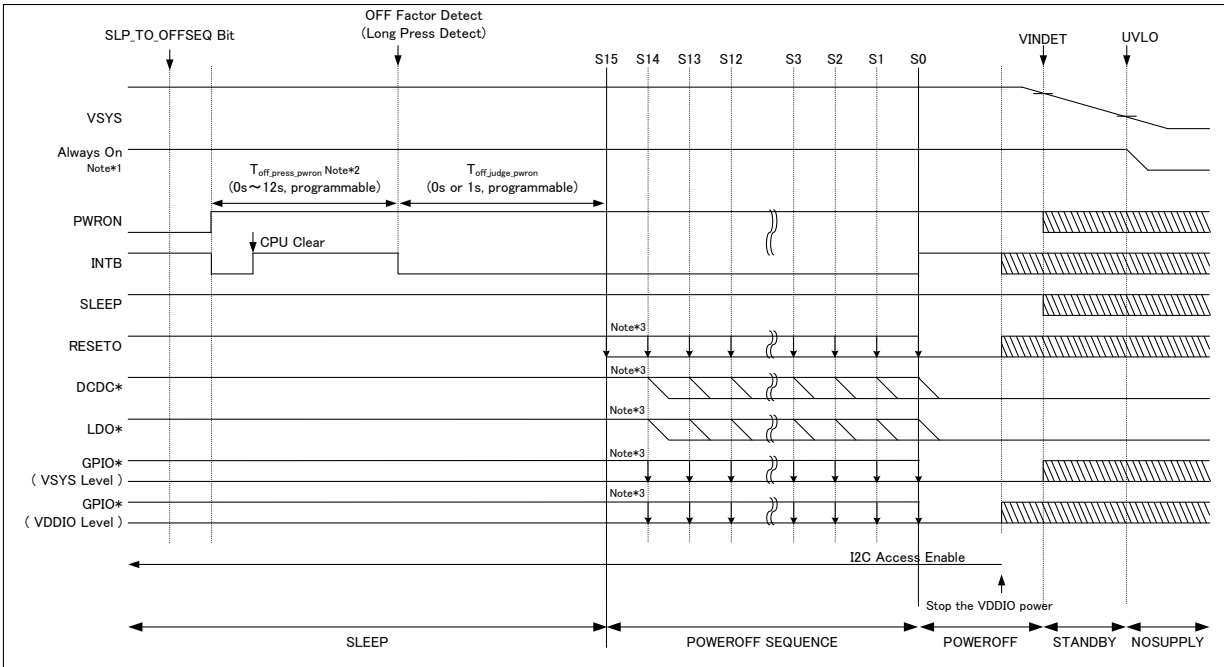 OFF Factor Detect
(Long Press Detect)
SLP_TO_OFFSEQ Bit
VINDET
UVLO
S15 S14 S13 S12 S3 S2 S1 S0
VSYS
Always On
Note*1
Toff_press_pwron Note*2
(0s～12s, programmable)
Toff_judge_pwron
(0s or 1s, programmable)
PWRON
CPU Clear
INTB
SLEEP
Note*3
RESETO
Note*3
DCDC*
Note*3
LDO*
Note*3
GPIO*
( VSYS Level )
Note*3
GPIO*
( VDDIO Level )
I2C Access Enable
Stop the VDDIO power
SLEEP
POWEROFF SEQUENCE
POWEROFF
STANDBY
NOSUPPLY